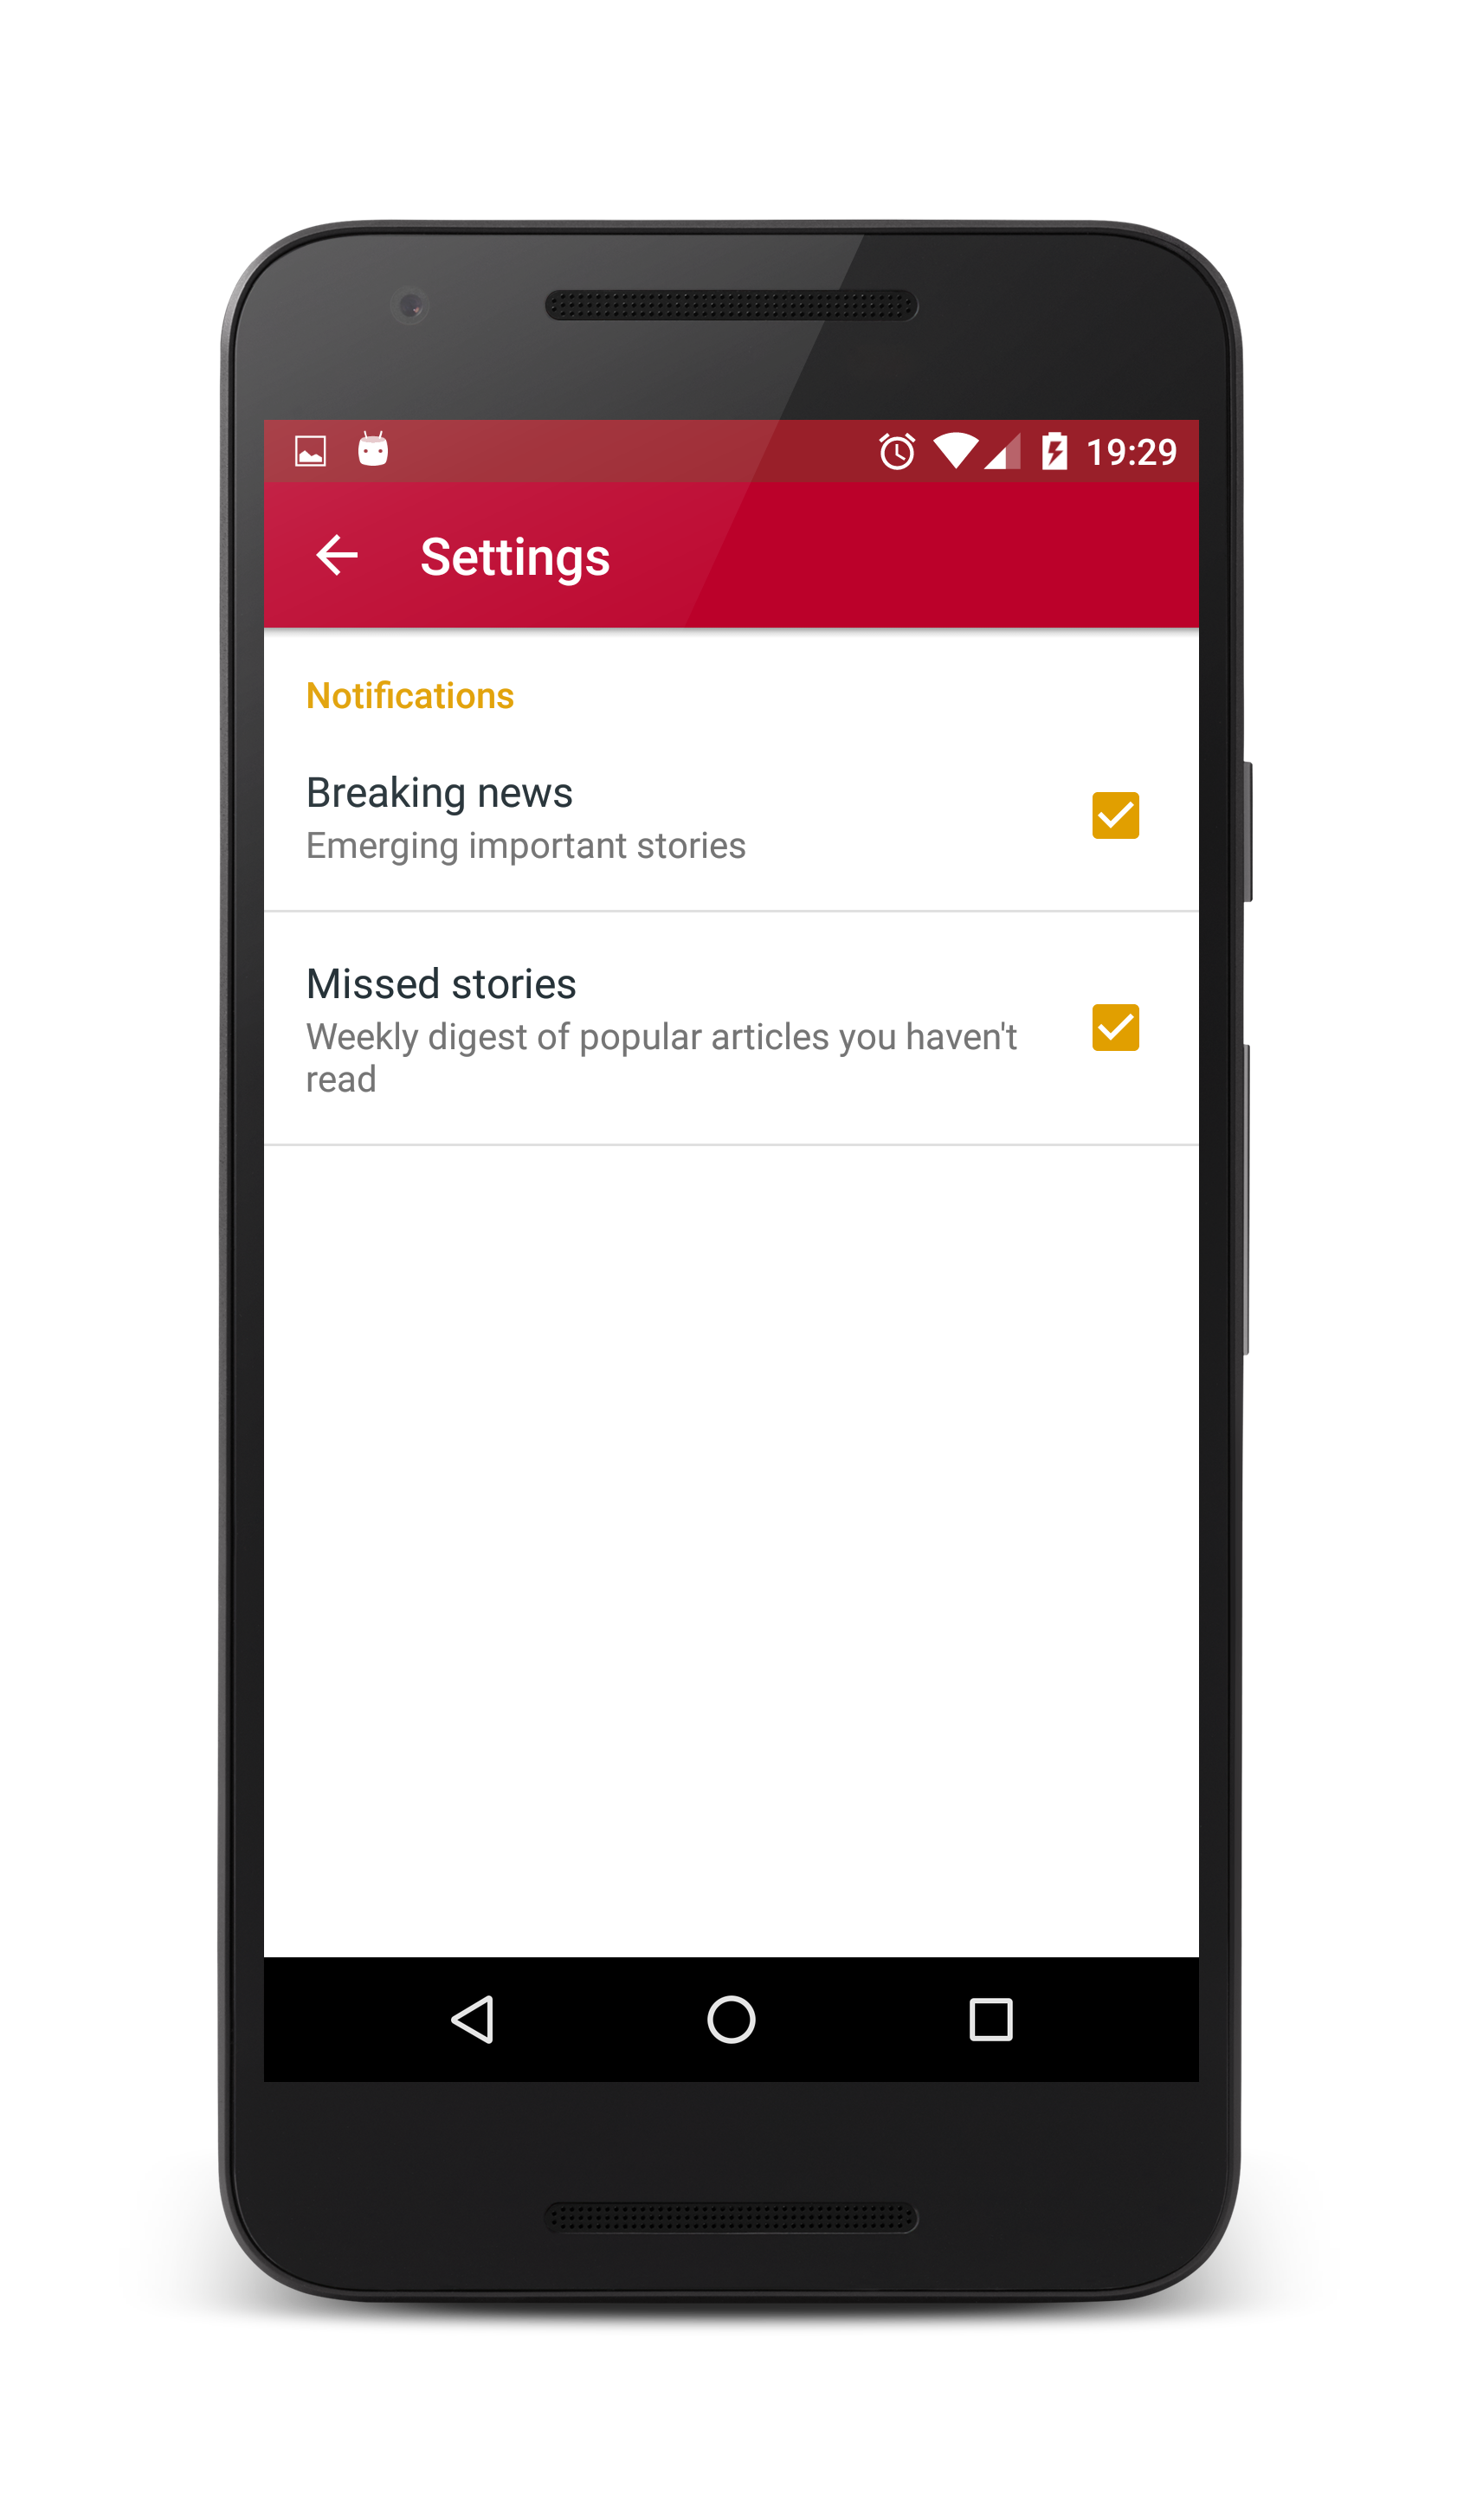 19:29
Settings
Notifications
Breaking news
Emerging important stories
Missed stories
Weekly digest of popular articles you haven't
read